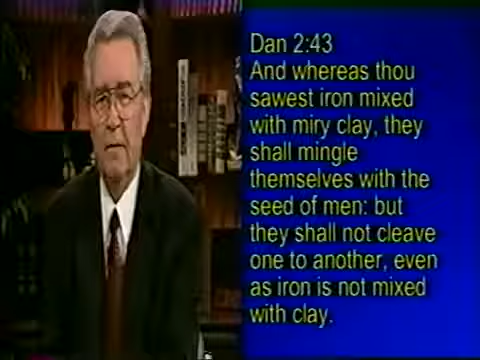 Dan 2:43
And whereas thou
sawest iron mixed
with miry clay, they
shall mingle
themselves with the
seed of men: but
they shall not cleave
one to another, even
as iron is not mixed
with clay.